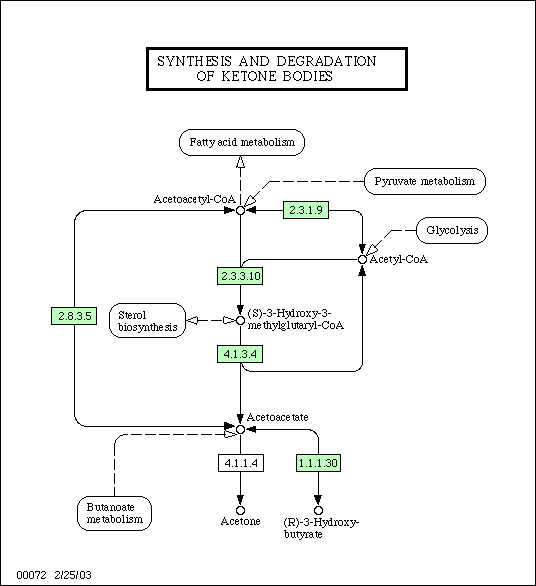 SYNTHESIS AND DEGRADATION
OF KETONE BODIES
Fatty acid metabolism
Pyruvate metabolism
Acetoacetyl-CoA
2.3.1.9
Glycolysis
Acetyl-CoA
2.3.3.10
2.8.3.5
Sterol
biosynthesis
(S)-3-Hydroxy-3-
methylglutaryl-CoA
4.1.3.4
Acetoacetate
4.1.1.4
1.1.1.30
Butanoate
metabolism
Acetone
(R)-3-Hydroxy-
butyrate
00072 2/25/03